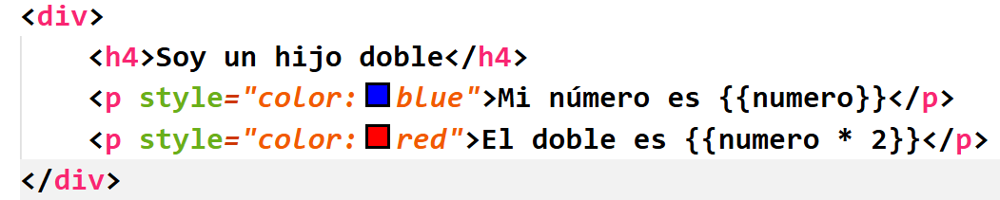 <div>
<h4>Soy un hijo doble</h4>
<p style="color:blue">Mi número es {{numero}}</p>
<p style="color:red">El doble es {{numero * 2}}</p>
</div>